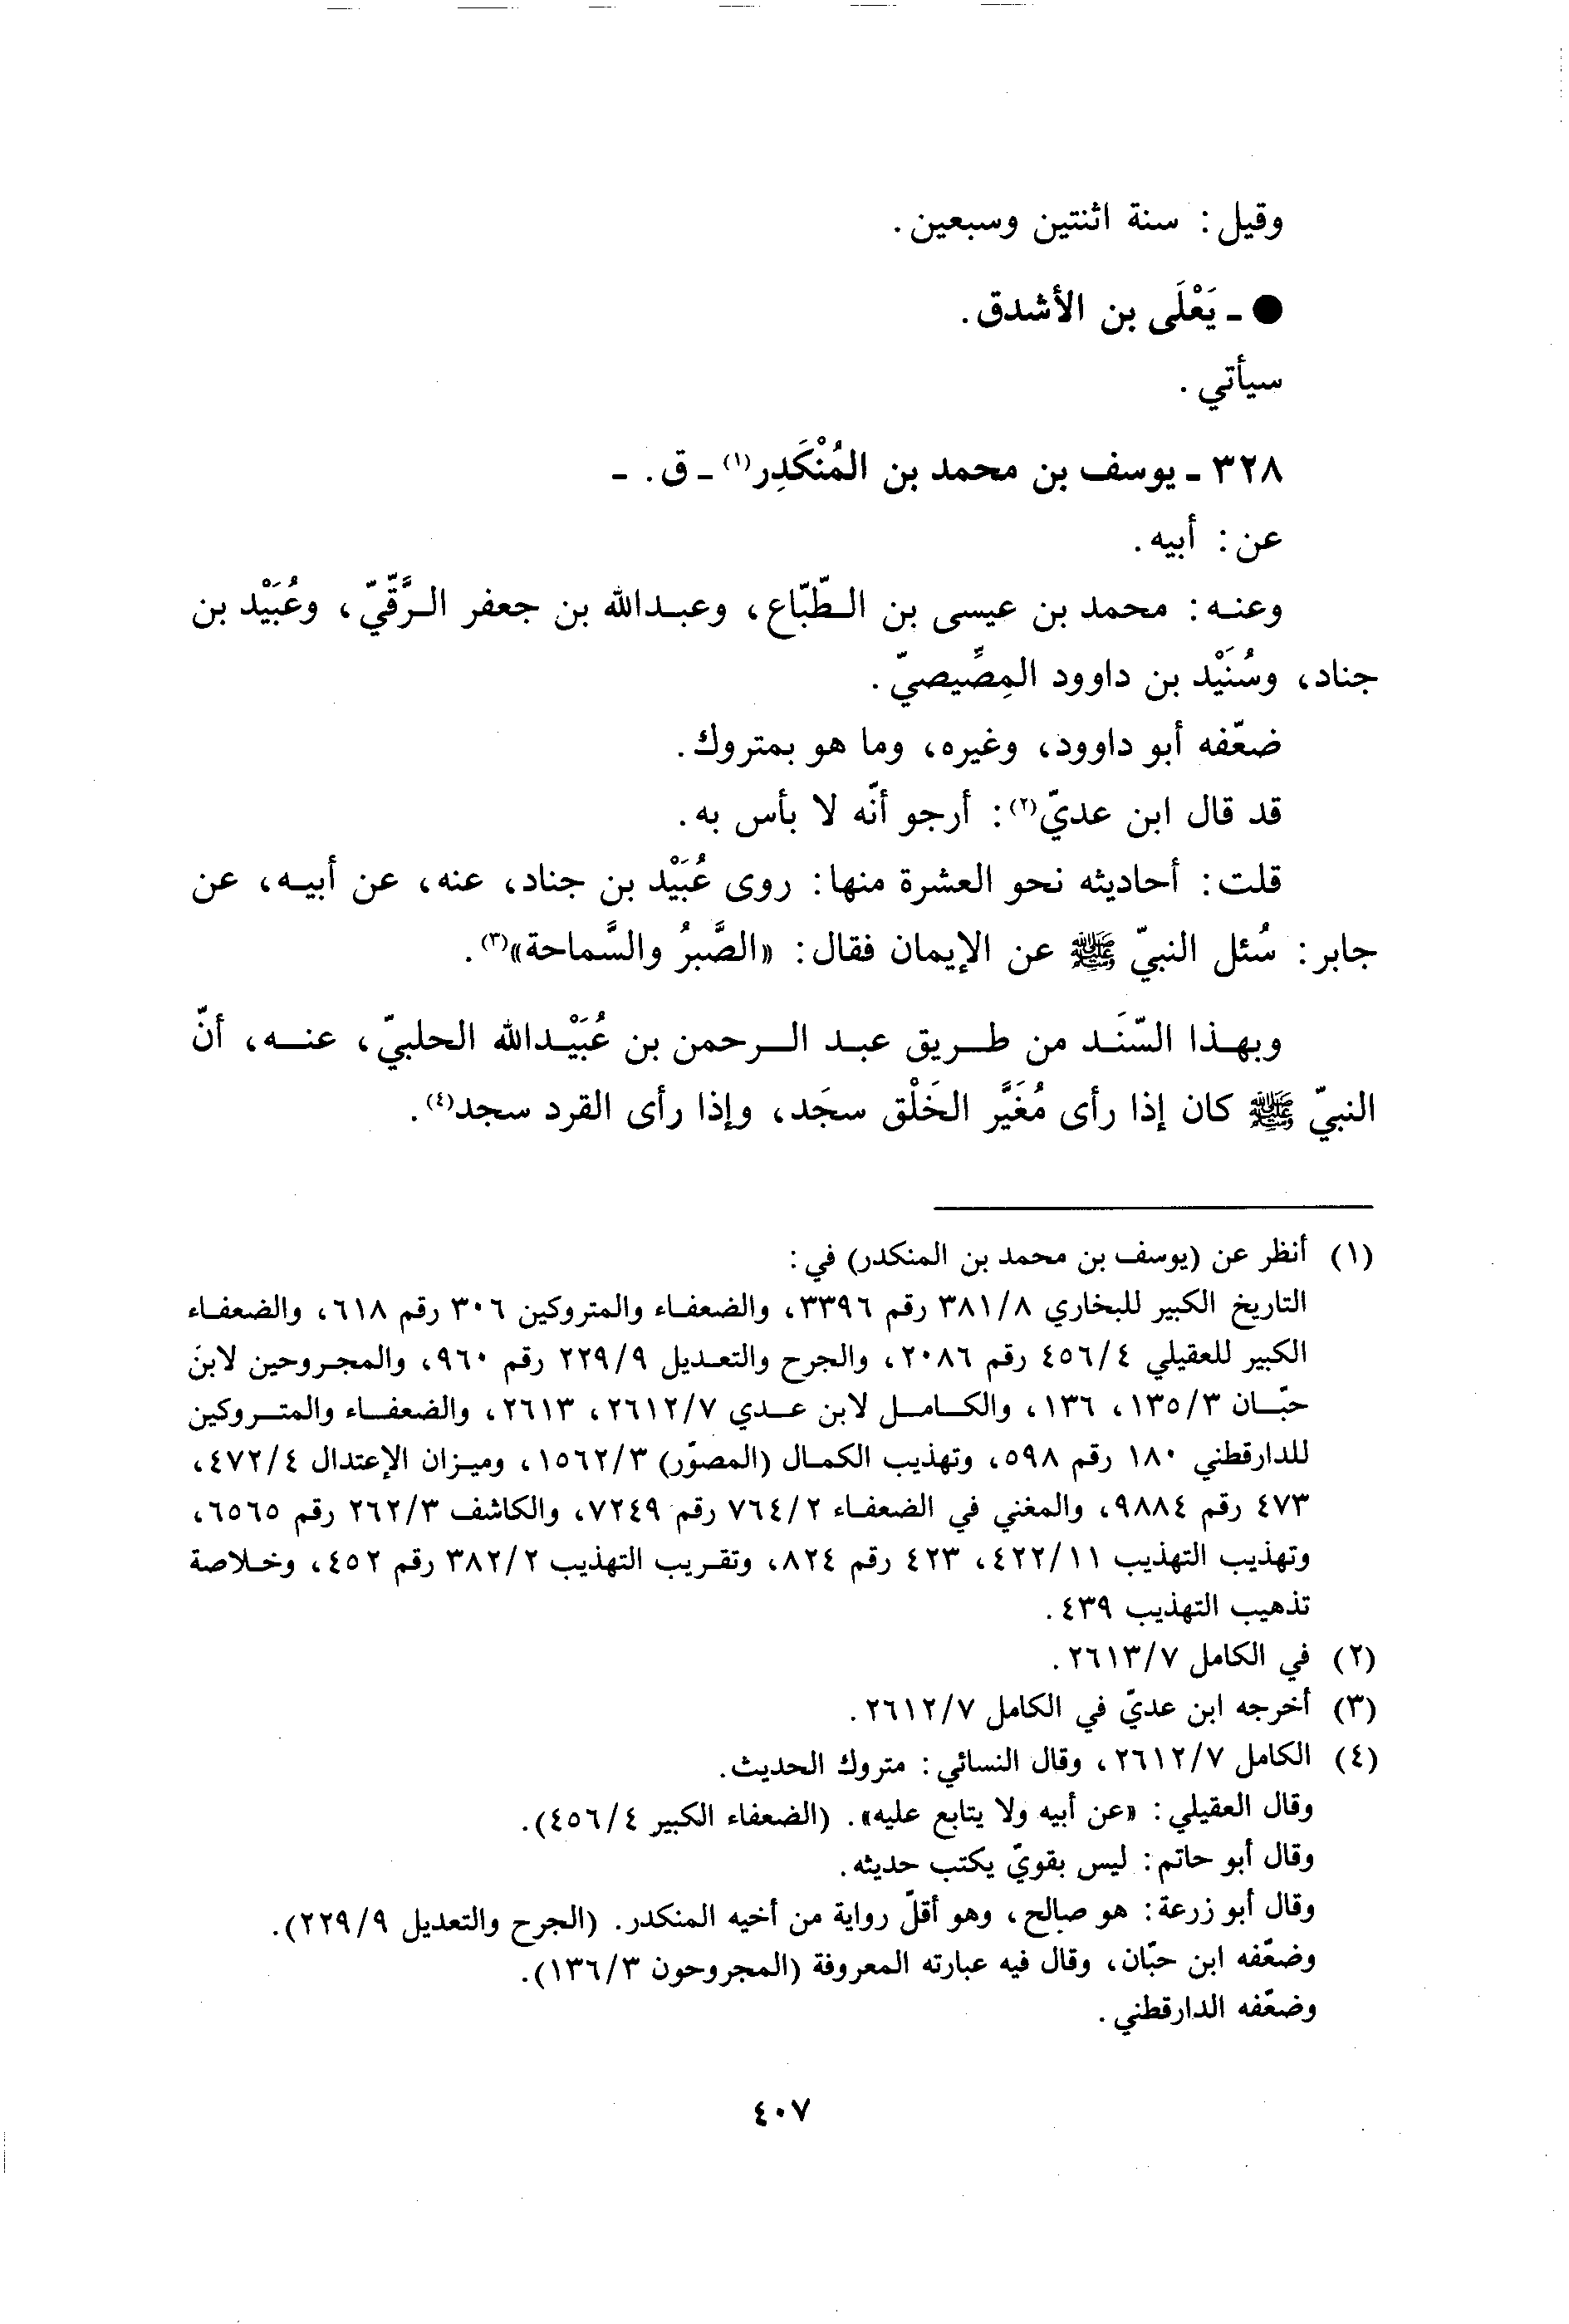 وقيل: سنة اثنتين وسبعين.
● - يَعْلَى بن الأشدق.
سيأتي.
٣٢٨ - يوسف بن محمد بن المُنْكَدِر(١) - ق. -
عن: أبيه.
وعنه: محمد بن عيسى بن الطّبّاع، وعبدالله بن جعفر الرَّقّيّ، وعُبَيْد بن
جناد، وسُنَيْد بن داوود المِصِّيصيّ.
ضعّفه أبو داوود، وغيره، وما هو بمتروك.
قد قال ابن عديّ(٢): أرجو أنّه لا بأس به.
قلت: أحاديثه نحو العشرة منها: روى عُبَيْد بن جناد، عنه، عن أبيه، عن
جابر: سُئل النبيّ ﷺ عن الإيمان فقال: «الصَّبرُ والسَّماحة»(٣).
وبهذا السَّنَد من طريق عبد الرحمن بن عُبَيْدالله الحلبيّ، عنه، أنّ
النبيّ ﷺ كان إذا رأى مُغَيَّر الخَلْق سجَد، وإذا رأى القرد سجد(٤).
(١) أنظر عن (يوسف بن محمد بن المنكدر) في:
التاريخ الكبير للبخاري ٣٨١/٨ رقم ٣٣٩٦، والضعفاء والمتروكين ٣٠٦ رقم ٦١٨، والضعفاء
الكبير للعقيلي ٤٥٦/٤ رقم ٢٠٨٦، والجرح والتعديل ٢٢٩/٩ رقم ٩٦٠، والمجروحين لابن
حبّان ١٣٥/٣، ١٣٦، والكامل لابن عدي ٢٦١٢/٧، ٢٦١٣، والضعفاء والمتروكين
للدارقطني ١٨٠ رقم ٥٩٨، وتهذيب الكمال (المصوّر) ١٥٦٢/٣، وميزان الإعتدال ٤٧٢/٤،
٤٧٣ رقم ٩٨٨٤، والمغني في الضعفاء ٧٦٤/٢ رقم ٧٢٤٩، والكاشف ٢٦٢/٣ رقم ٦٥٦٥،
وتهذيب التهذيب ٤٢٢/١١، ٤٢٣ رقم ٨٢٤، وتقريب التهذيب ٣٨٢/٢ رقم ٤٥٢، وخلاصة
تذهيب التهذيب ٤٣٩.
(٢) في الكامل ٢٦١٣/٧.
(٣) أخرجه ابن عديّ في الكامل ٢٦١٢/٧.
(٤) الكامل ٢٦١٢/٧، وقال النسائي: متروك الحديث.
وقال العقيلي: «عن أبيه ولا يتابع عليه». (الضعفاء الكبير ٤٥٦/٤).
وقال أبو حاتم: ليس بقويّ يكتب حديثه.
وقال أبو زرعة: هو صالح، وهو أقلّ رواية من أخيه المنكدر. (الجرح والتعديل ٢٢٩/٩).
وضعّفه ابن حبّان، وقال فيه عبارته المعروفة (المجروحون ١٣٦/٣).
وضعّفه الدارقطني.
٤٠٧